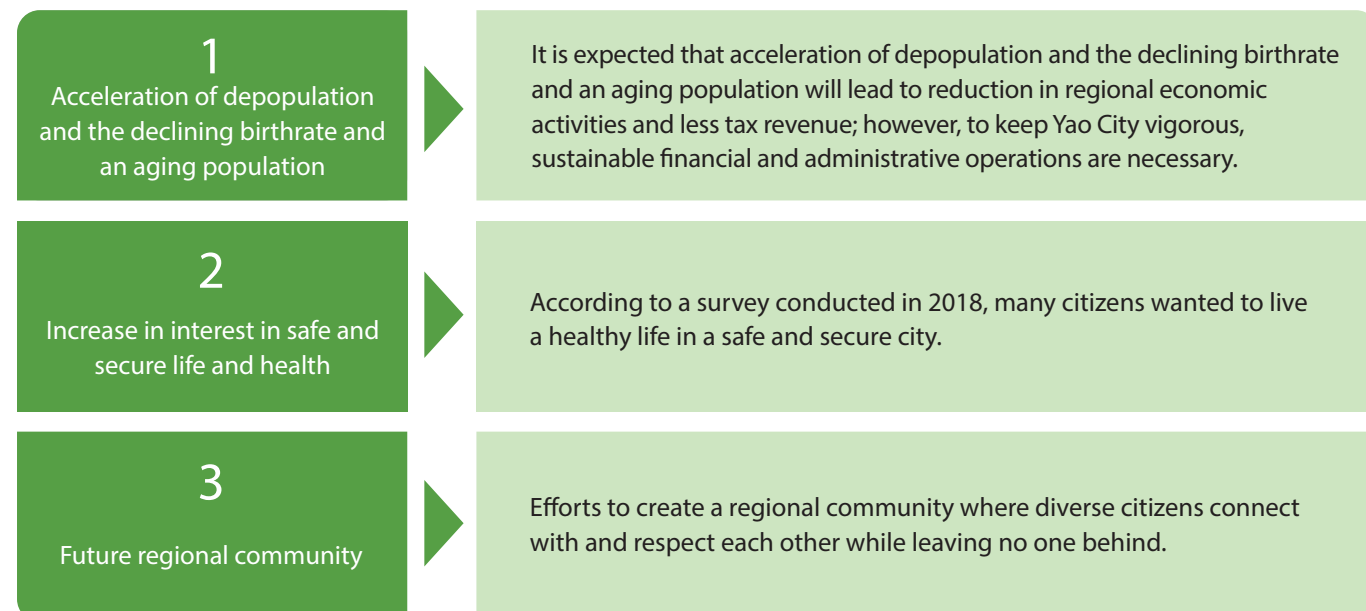 1
Acceleration of depopulation
and the declining birthrate and
an aging population
It is expected that acceleration of depopulation and the declining birthrate
and an aging population will lead to reduction in regional economic
activities and less tax revenue; however, to keep Yao City vigorous,
sustainable financial and administrative operations are necessary.
2
Increase in interest in safe and
secure life and health
According to a survey conducted in 2018, many citizens wanted to live
a healthy life in a safe and secure city.
3
Future regional community
Efforts to create a regional community where diverse citizens connect
with and respect each other while leaving no one behind.